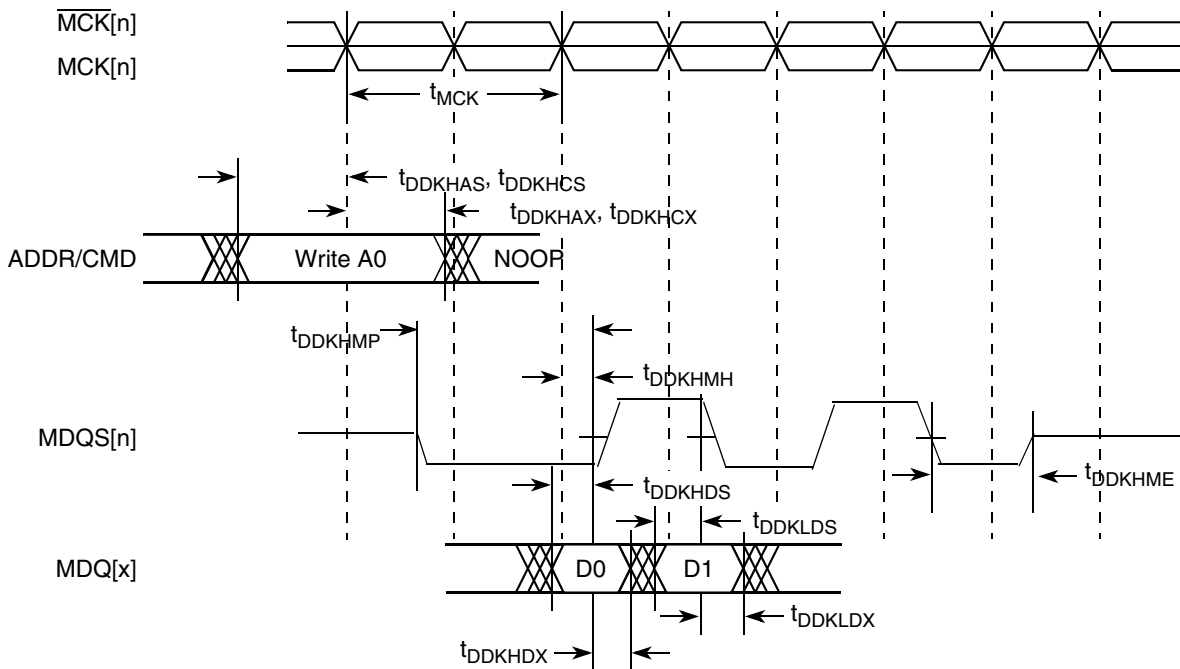 M̅C̅K̅[n]
MCK[n]
tMCK
tDDKHAS, tDDKHCS
tDDKHAX, tDDKHCX
ADDR/CMD
Write A0
NOOP
tDDKHMP
tDDKHMH
MDQS[n]
tDDKHDS
tDDKHME
tDDKLDS
MDQ[x]
D0
D1
tDDKLDX
tDDKHDX